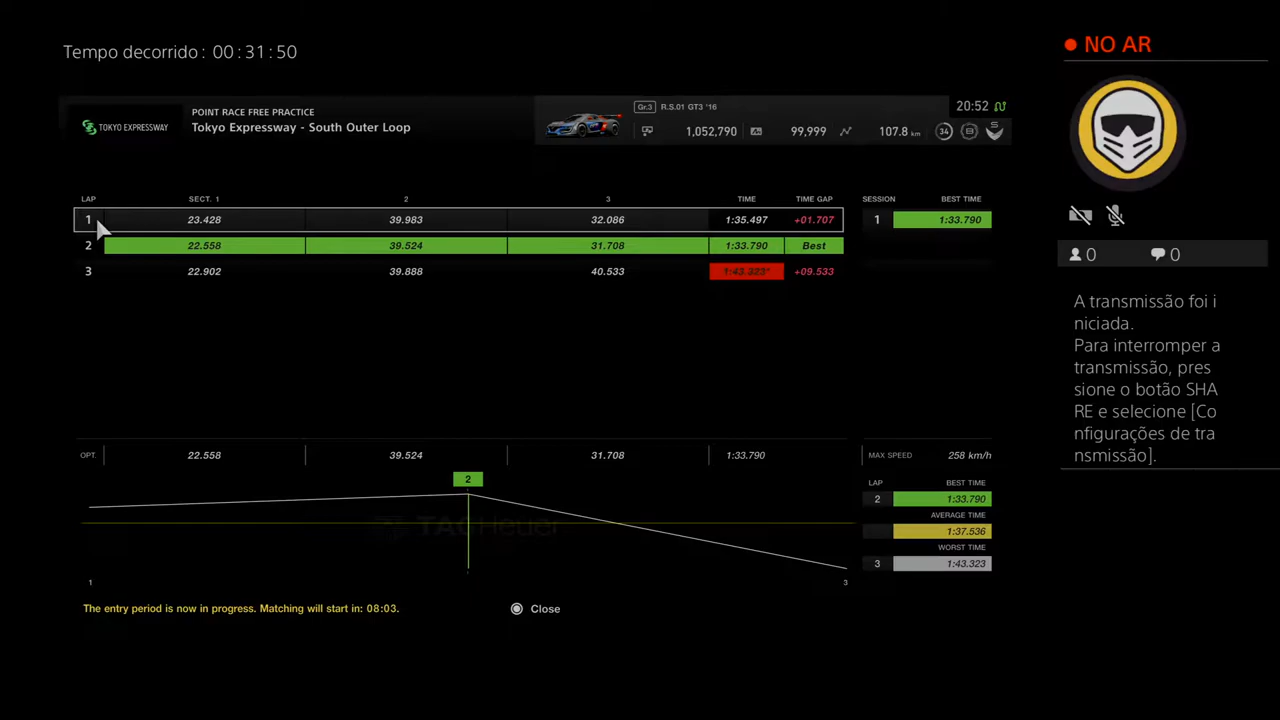 Tempo decorrido: 00:31:50
NO AR
TOKYO EXPRESSWAY
POINT RACE FREE PRACTICE
Tokyo Expressway - South Outer Loop
Gr.3 R.S.01 GT3 '16
20:52
1,052,790 99,999 107.8 km 34 B S
LAP SECT. 1 2 3 TIME TIME GAP
1 23.428 39.983 32.086 1:35.497 +01.707
2 22.558 39.524 31.708 1:33.790 Best
3 22.902 39.888 40.533 1:43.323* +09.533
SESSION BEST TIME
1 1:33.790
0 0
A transmissão foi i
niciada.
Para interromper a
transmissão, pres
sione o botão SHA
RE e selecione [Co
nfigurações de tra
nsmissão].
OPT. 22.558 39.524 31.708 1:33.790
MAX SPEED 258 km/h
2
TAG Heuer
1 3
LAP BEST TIME
2 1:33.790
AVERAGE TIME
1:37.536
WORST TIME
3 1:43.323
The entry period is now in progress. Matching will start in: 08:03.
Close